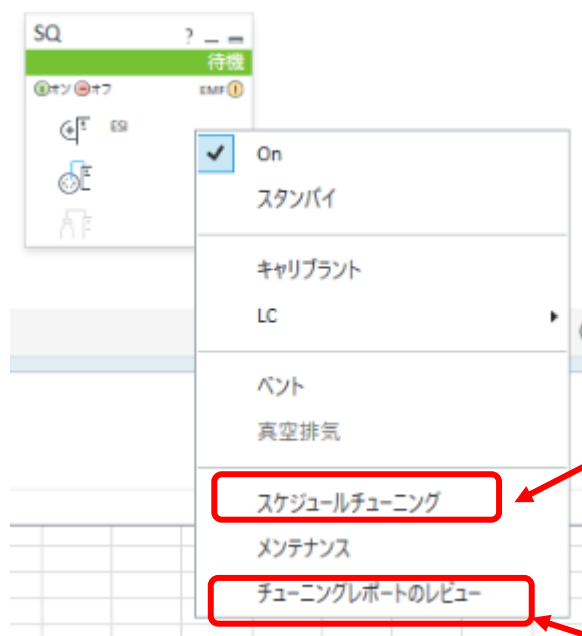 SQ ?
待機
オン オフ EMF
ESI
On
スタンバイ
キャリブラント
LC
ベント
真空排気
スケジュールチューニング
メンテナンス
チューニングレポートのレビュー